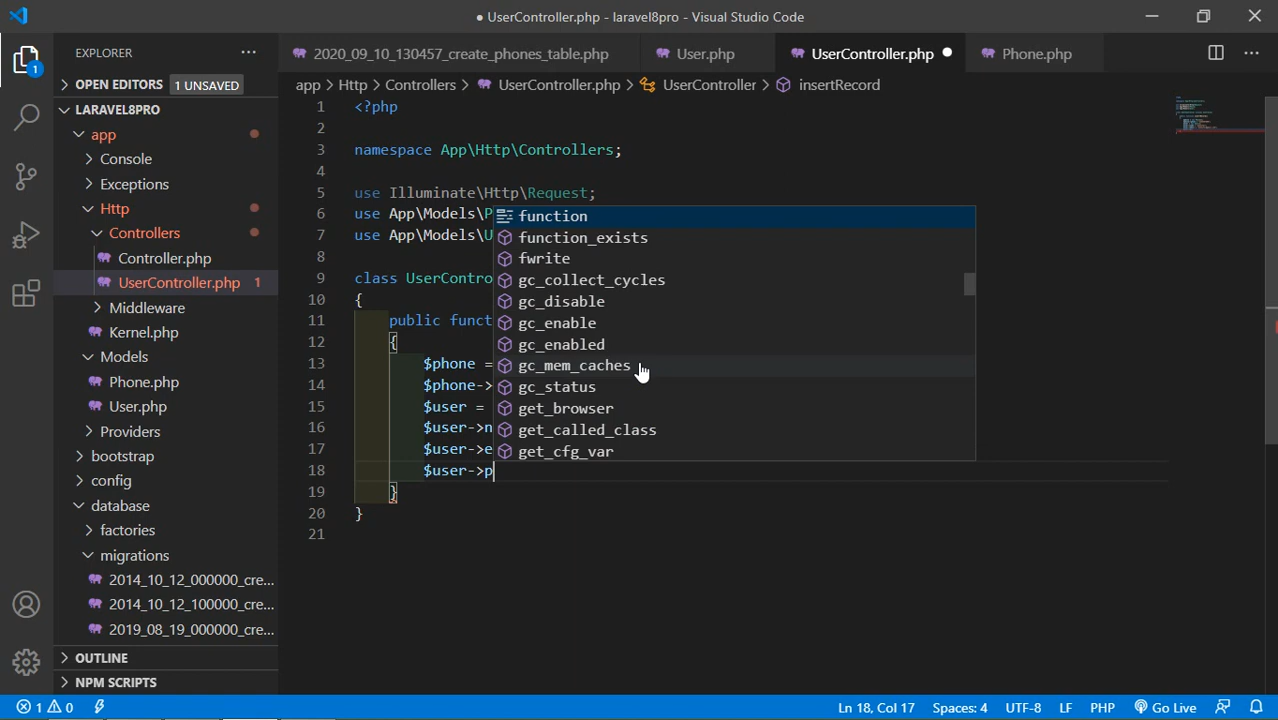 ● UserController.php - laravel8pro - Visual Studio Code
EXPLORER
2020_09_10_130457_create_phones_table.php
User.php
UserController.php
Phone.php
OPEN EDITORS 1 UNSAVED
app > Http > Controllers > UserController.php > UserController > insertRecord
LARAVEL8PRO
app
Console
Exceptions
Http
Controllers
Controller.php
UserController.php 1
Middleware
Kernel.php
Models
Phone.php
User.php
Providers
bootstrap
config
database
factories
migrations
2014_10_12_000000_cre...
2014_10_12_100000_cre...
2019_08_19_000000_cre...
OUTLINE
NPM SCRIPTS
1
1 <?php
2
3 namespace App\Http\Controllers;
4
5 use Illuminate\Http\Request;
6 use App\Models\P
7 use App\Models\U
8
9 class UserContro
10 {
11 public funct
12 {
13 $phone =
14 $phone->
15 $user =
16 $user->n
17 $user->e
18 $user->p
19 }
20 }
21
function
function_exists
fwrite
gc_collect_cycles
gc_disable
gc_enable
gc_enabled
gc_mem_caches
gc_status
get_browser
get_called_class
get_cfg_var
1 0
Ln 18, Col 17 Spaces: 4 UTF-8 LF PHP Go Live